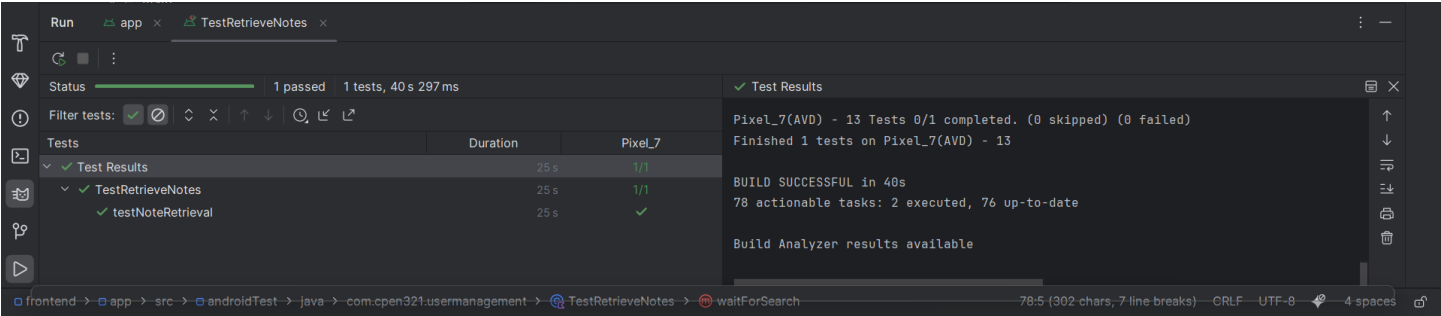 Run app × TestRetrieveNotes ×
Status 1 passed 1 tests, 40 s 297 ms
Filter tests:
Tests Duration Pixel_7
Test Results 25 s 1/1
TestRetrieveNotes 25 s 1/1
testNoteRetrieval 25 s
Test Results
Pixel_7(AVD) - 13 Tests 0/1 completed. (0 skipped) (0 failed)
Finished 1 tests on Pixel_7(AVD) - 13
BUILD SUCCESSFUL in 40s
78 actionable tasks: 2 executed, 76 up-to-date
Build Analyzer results available
frontend > app > src > androidTest > java > com.cpen321.usermanagement > TestRetrieveNotes > waitForSearch 78:5 (302 chars, 7 line breaks) CRLF UTF-8 4 spaces